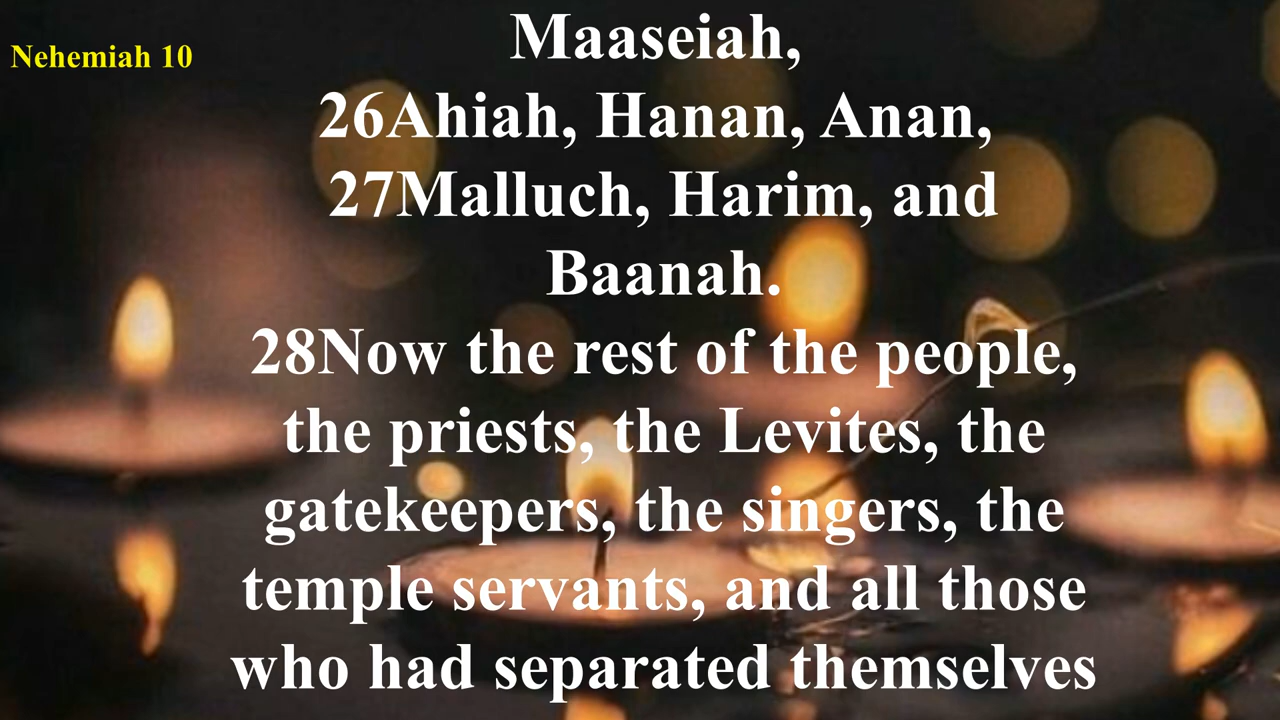 Nehemiah 10
Maaseiah,
26Ahiah, Hanan, Anan,
27Malluch, Harim, and
Baanah.
28Now the rest of the people,
the priests, the Levites, the
gatekeepers, the singers, the
temple servants, and all those
who had separated themselves